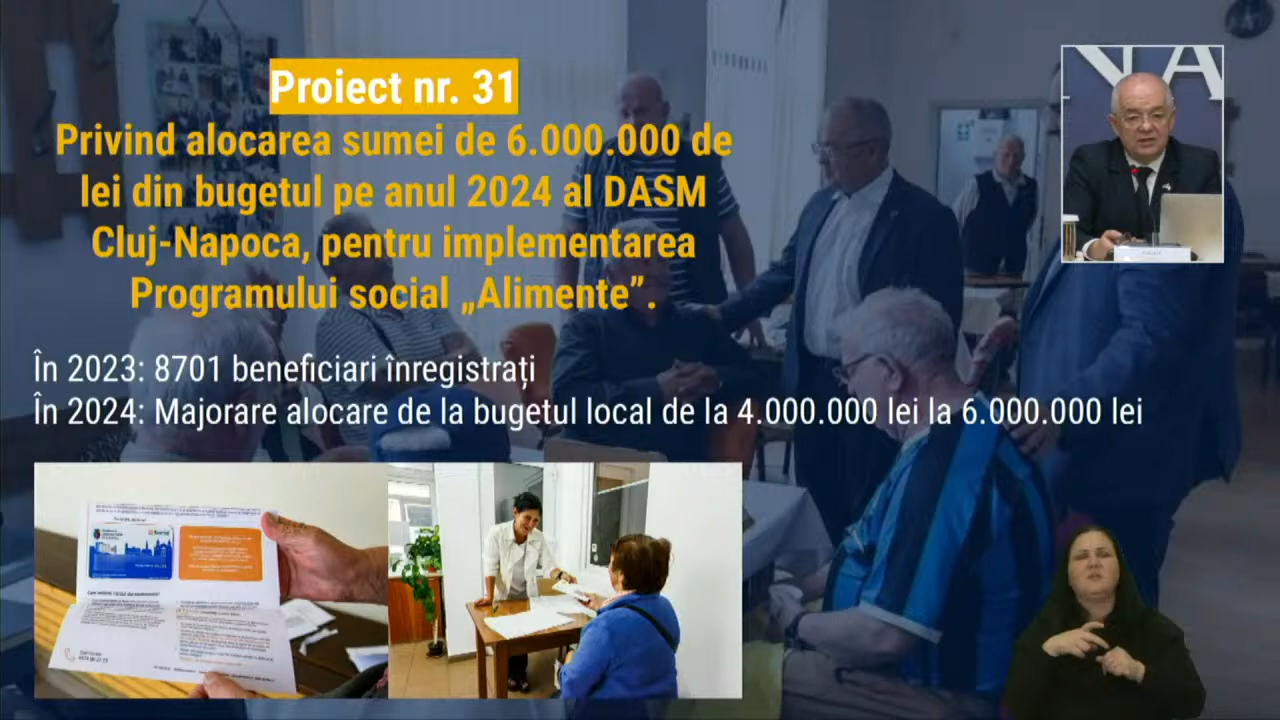 NA
Proiect nr. 31
Privind alocarea sumei de 6.000.000 de
lei din bugetul pe anul 2024 al DASM
Cluj-Napoca, pentru implementarea
Programului social „Alimente”.
În 2023: 8701 beneficiari înregistrați
În 2024: Majorare alocare de la bugetul local de la 4.000.000 lei la 6.000.000 lei